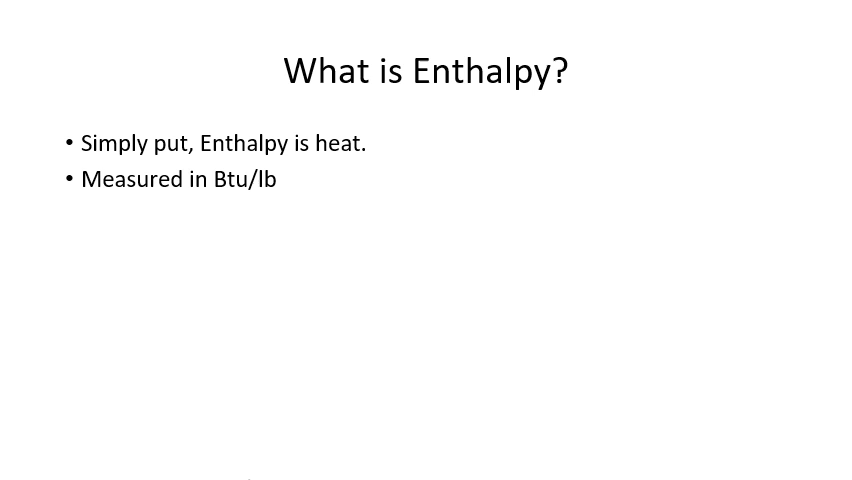 What is Enthalpy?
• Simply put, Enthalpy is heat.
• Measured in Btu/lb